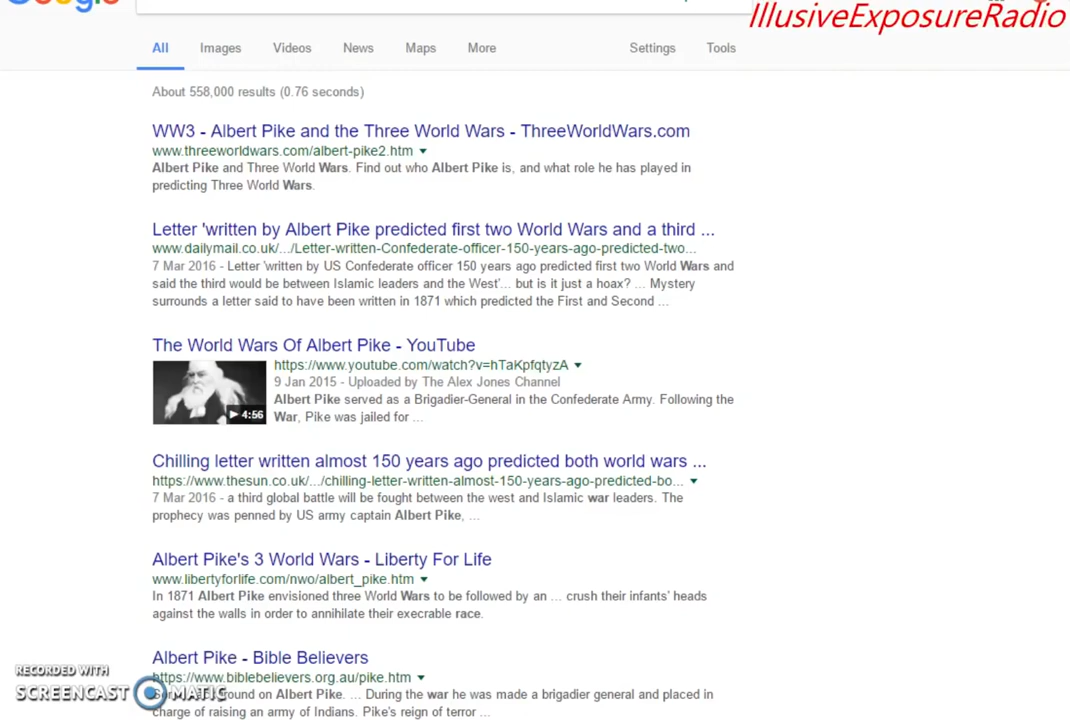 Google
IllusiveExposureRadio
All Images Videos News Maps More Settings Tools
About 558,000 results (0.76 seconds)
WW3 - Albert Pike and the Three World Wars - ThreeWorldWars.com
www.threeworldwars.com/albert-pike2.htm
Albert Pike and Three World Wars. Find out who Albert Pike is, and what role he has played in
predicting Three World Wars.
Letter 'written by Albert Pike predicted first two World Wars and a third ...
www.dailymail.co.uk/.../Letter-written-Confederate-officer-150-years-ago-predicted-two...
7 Mar 2016 - Letter 'written by US Confederate officer 150 years ago predicted first two World Wars and
said the third would be between Islamic leaders and the West'... but is it just a hoax? ... Mystery
surrounds a letter said to have been written in 1871 which predicted the First and Second ...
The World Wars Of Albert Pike - YouTube
https://www.youtube.com/watch?v=hTaKpfqtyzA
9 Jan 2015 - Uploaded by The Alex Jones Channel
Albert Pike served as a Brigadier-General in the Confederate Army. Following the
4:56
War, Pike was jailed for ...
Chilling letter written almost 150 years ago predicted both world wars ...
https://www.thesun.co.uk/.../chilling-letter-written-almost-150-years-ago-predicted-bo...
7 Mar 2016 - a third global battle will be fought between the west and Islamic war leaders. The
prophecy was penned by US army captain Albert Pike, ...
Albert Pike's 3 World Wars - Liberty For Life
www.libertyforlife.com/nwo/albert_pike.htm
In 1871 Albert Pike envisioned three World Wars to be followed by an ... crush their infants' heads
against the walls in order to annihilate their execrable race.
Albert Pike - Bible Believers
https://www.biblebelievers.org.au/pike.htm
RECORDED WITH
SCREENCAST MATIC
on Albert Pike. ... During the war he was made a brigadier general and placed in
charge of raising an army of Indians. Pike's reign of terror ...